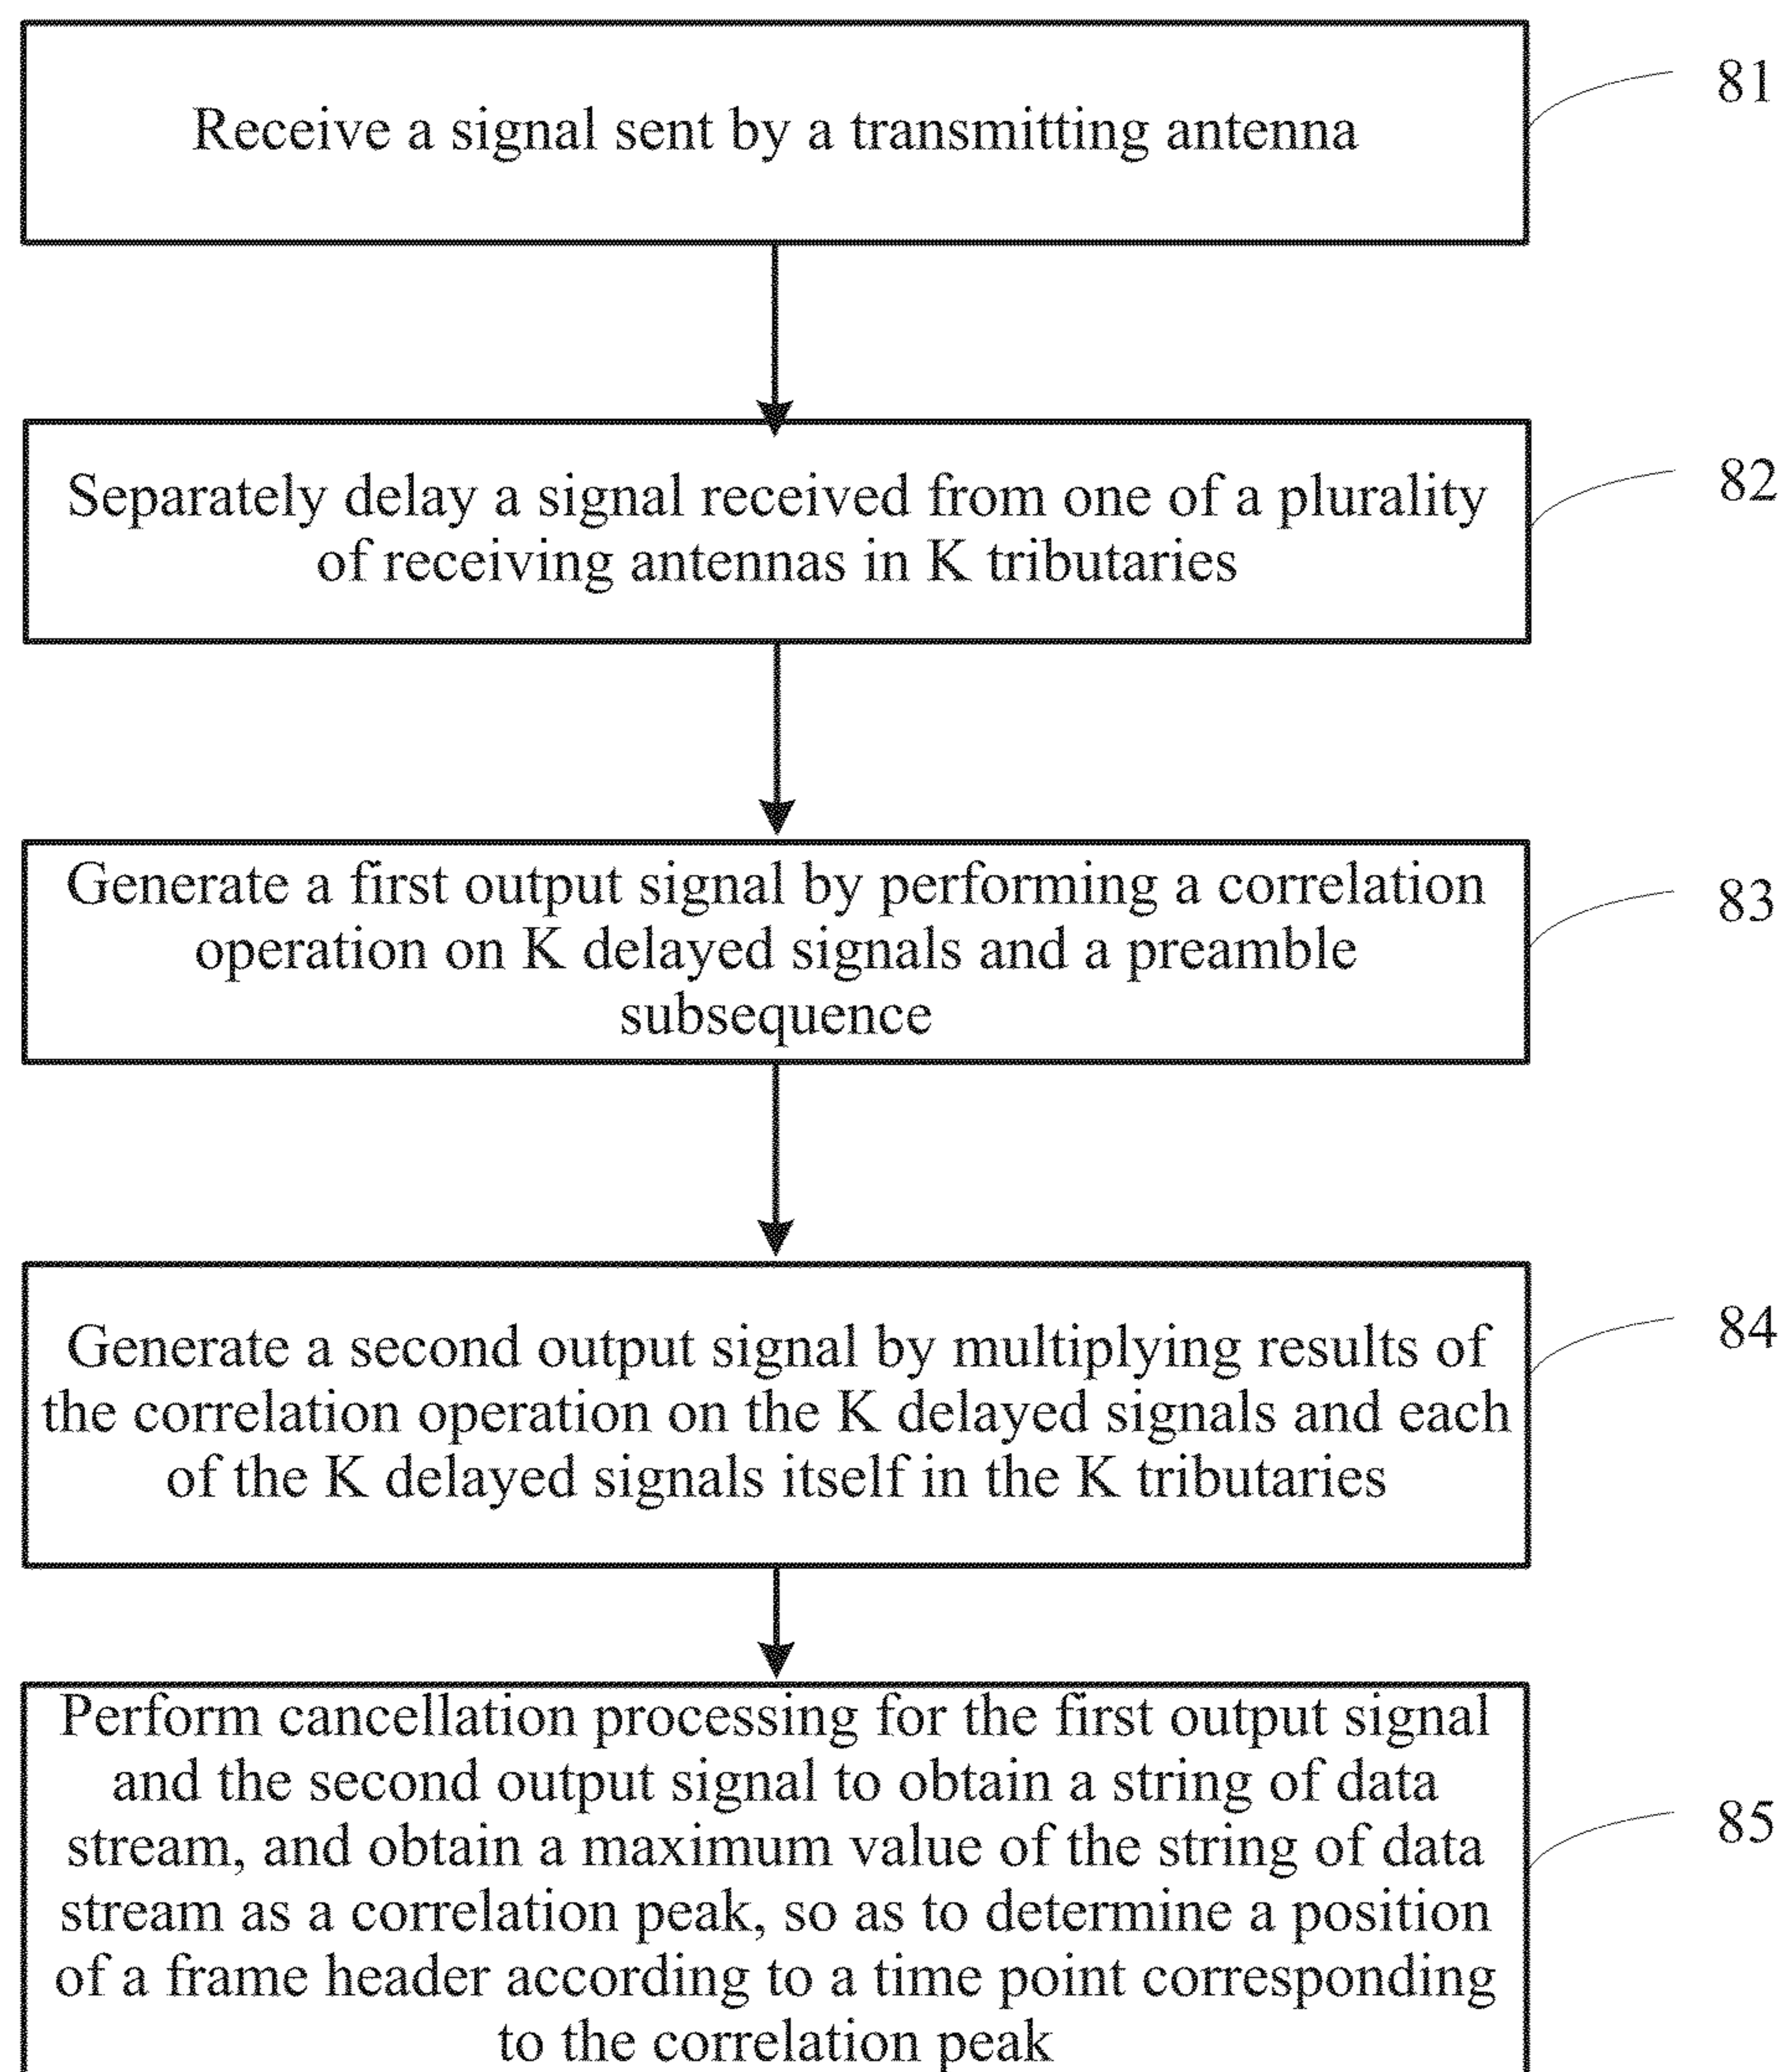 Receive a signal sent by a transmitting antenna
81
Separately delay a signal received from one of a plurality
of receiving antennas in K tributaries
82
Generate a first output signal by performing a correlation
operation on K delayed signals and a preamble
subsequence
83
Generate a second output signal by multiplying results of
the correlation operation on the K delayed signals and each
of the K delayed signals itself in the K tributaries
84
Perform cancellation processing for the first output signal
and the second output signal to obtain a string of data
stream, and obtain a maximum value of the string of data
stream as a correlation peak, so as to determine a position
of a frame header according to a time point corresponding
to the correlation peak
85